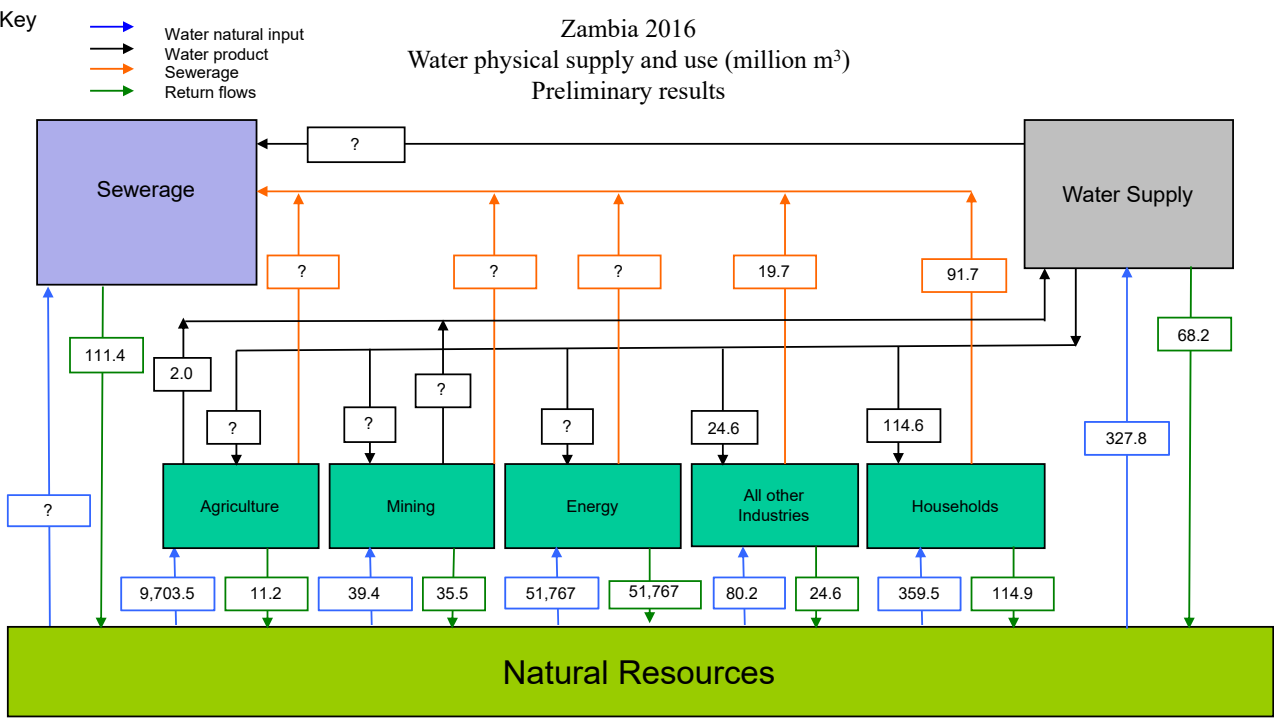 Key
Water natural input
Water product
Sewerage
Return flows
Zambia 2016
Water physical supply and use (million m³)
Preliminary results
?
Sewerage
Water Supply
?
?
?
19.7
91.7
111.4
2.0
?
68.2
?
?
?
24.6
114.6
327.8
?
Agriculture
Mining
Energy
All other
Industries
Households
9,703.5
11.2
39.4
35.5
51,767
51,767
80.2
24.6
359.5
114.9
Natural Resources